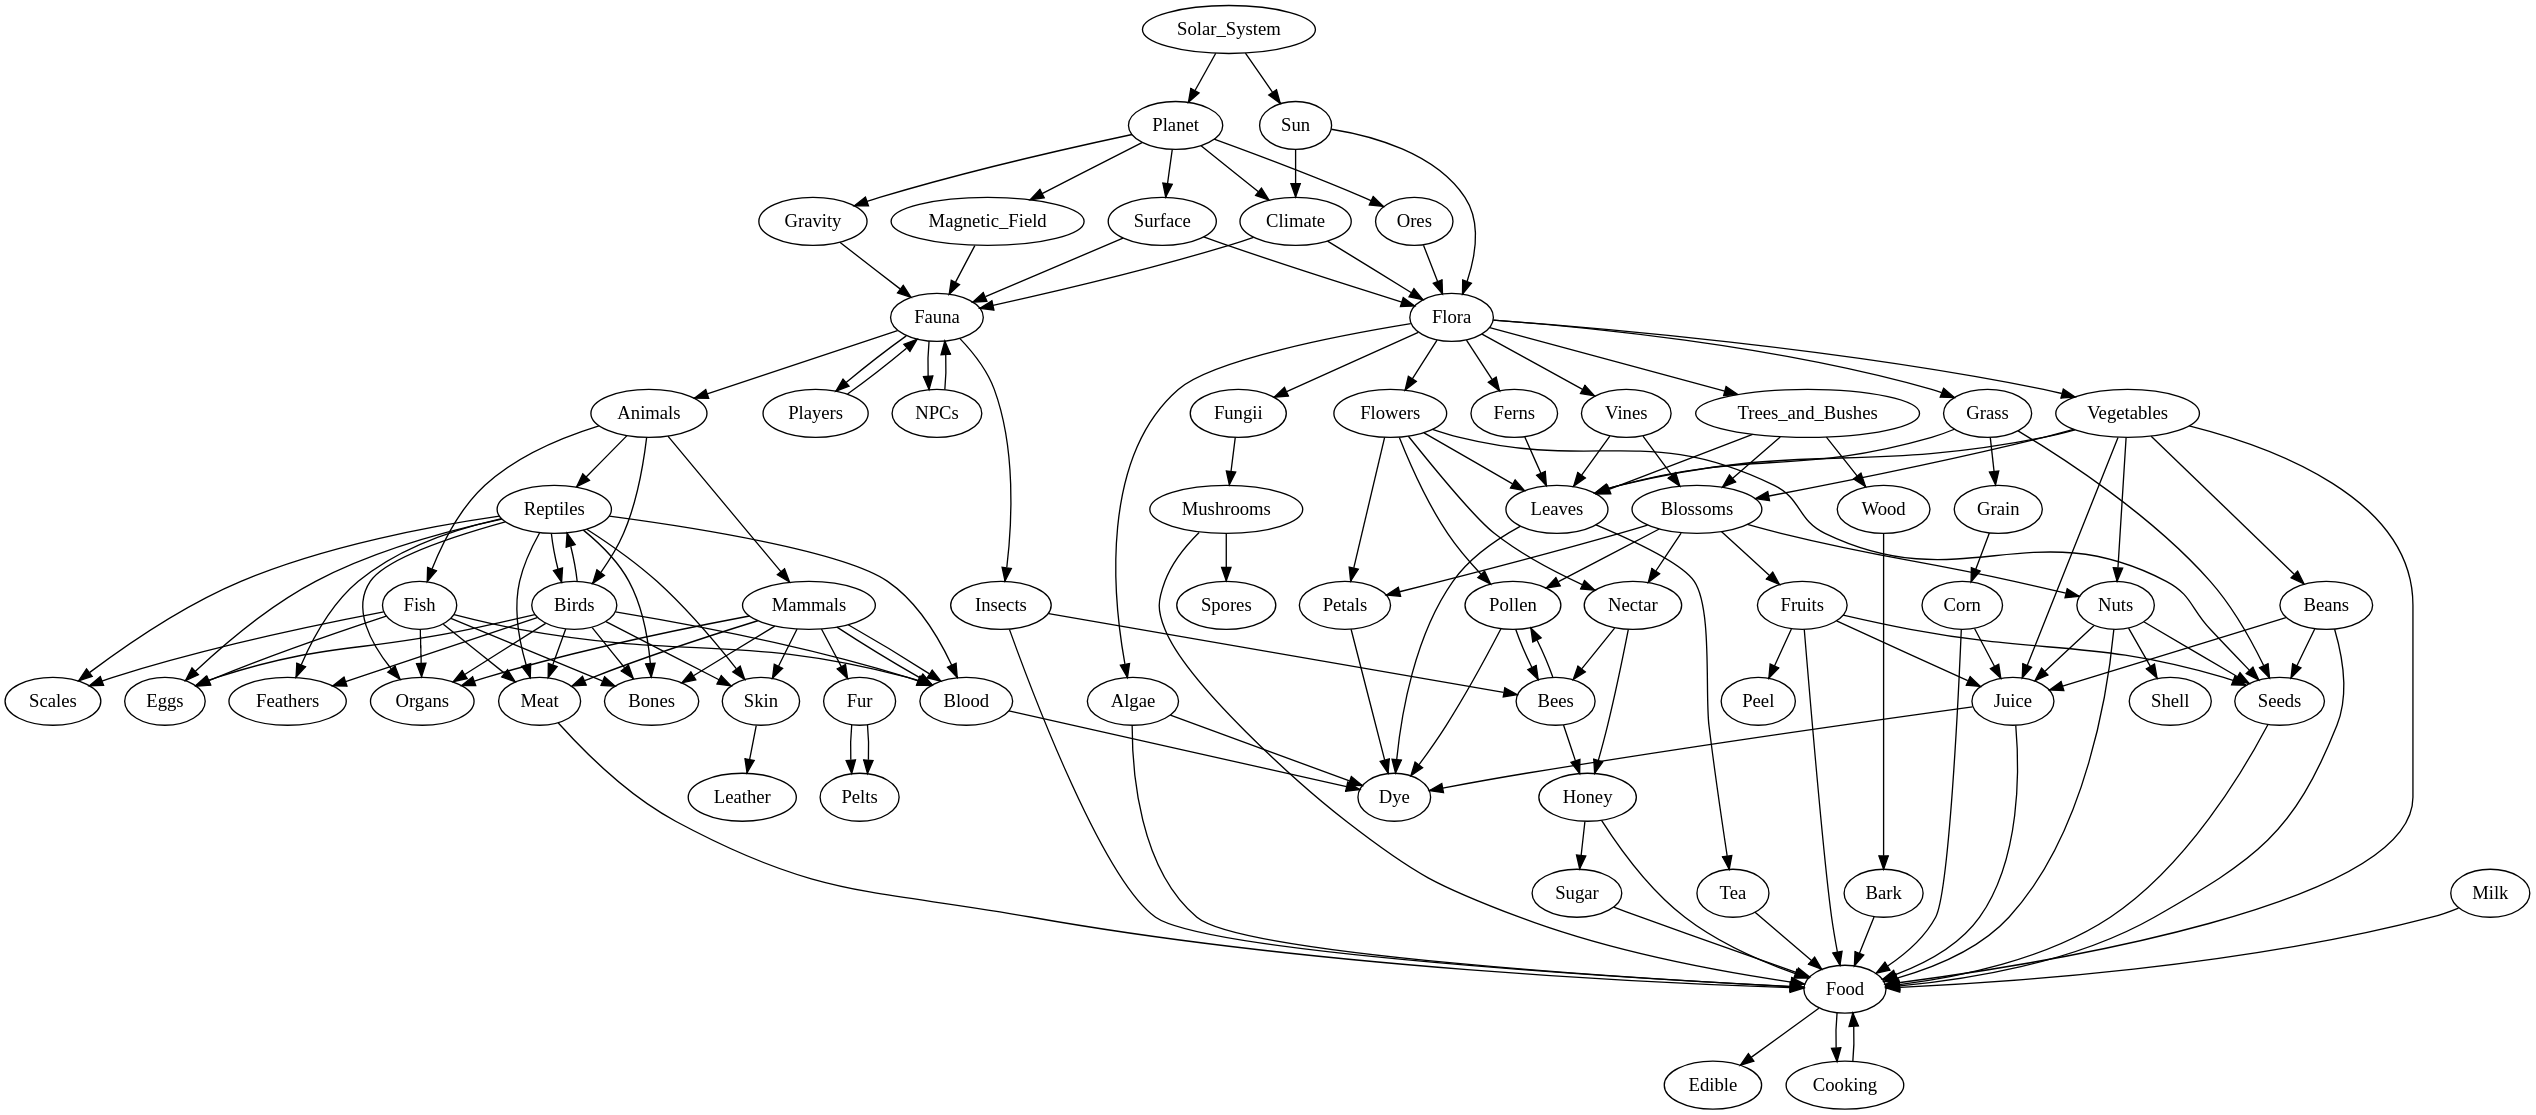 Solar_System
Planet
Sun
Gravity
Magnetic_Field
Surface
Climate
Ores
Fauna
Flora
Animals
Players
NPCs
Fungii
Flowers
Ferns
Vines
Trees_and_Bushes
Grass
Vegetables
Reptiles
Mushrooms
Leaves
Blossoms
Wood
Grain
Fish
Birds
Mammals
Insects
Spores
Petals
Pollen
Nectar
Fruits
Corn
Nuts
Beans
Scales
Eggs
Feathers
Organs
Meat
Bones
Skin
Fur
Blood
Algae
Bees
Peel
Juice
Shell
Seeds
Leather
Pelts
Dye
Honey
Sugar
Tea
Bark
Milk
Food
Edible
Cooking